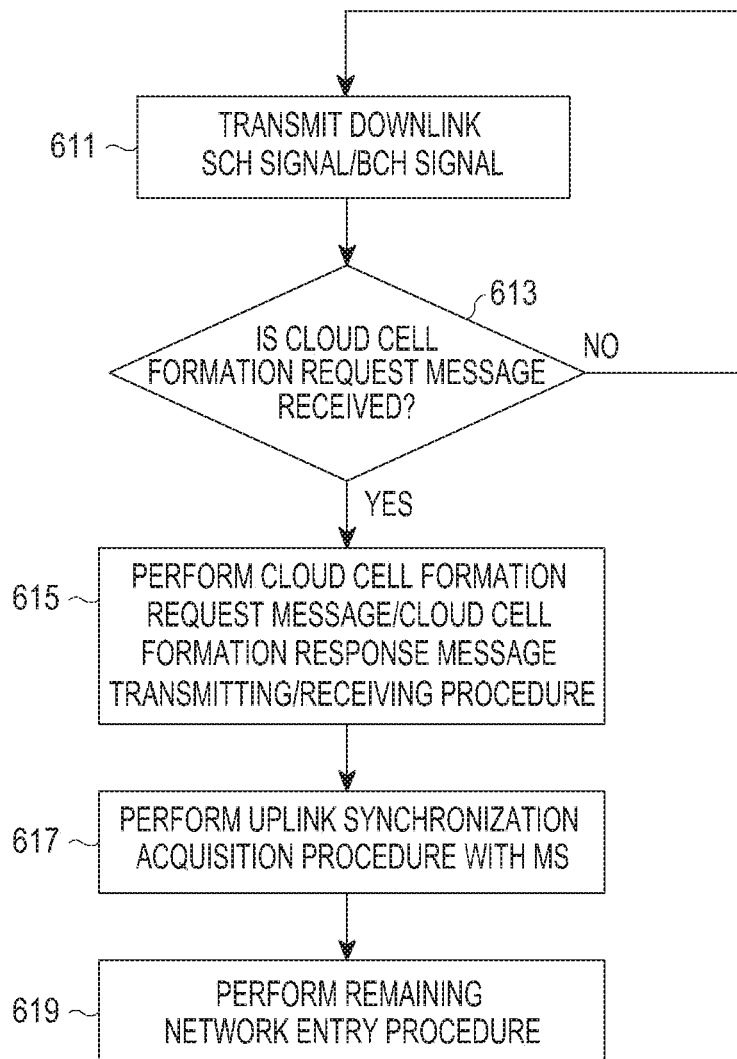 611
TRANSMIT DOWNLINK
SCH SIGNAL/BCH SIGNAL
613
IS CLOUD CELL
FORMATION REQUEST MESSAGE
RECEIVED?
NO
YES
615
PERFORM CLOUD CELL FORMATION
REQUEST MESSAGE/CLOUD CELL
FORMATION RESPONSE MESSAGE
TRANSMITTING/RECEIVING PROCEDURE
617
PERFORM UPLINK SYNCHRONIZATION
ACQUISITION PROCEDURE WITH MS
619
PERFORM REMAINING
NETWORK ENTRY PROCEDURE